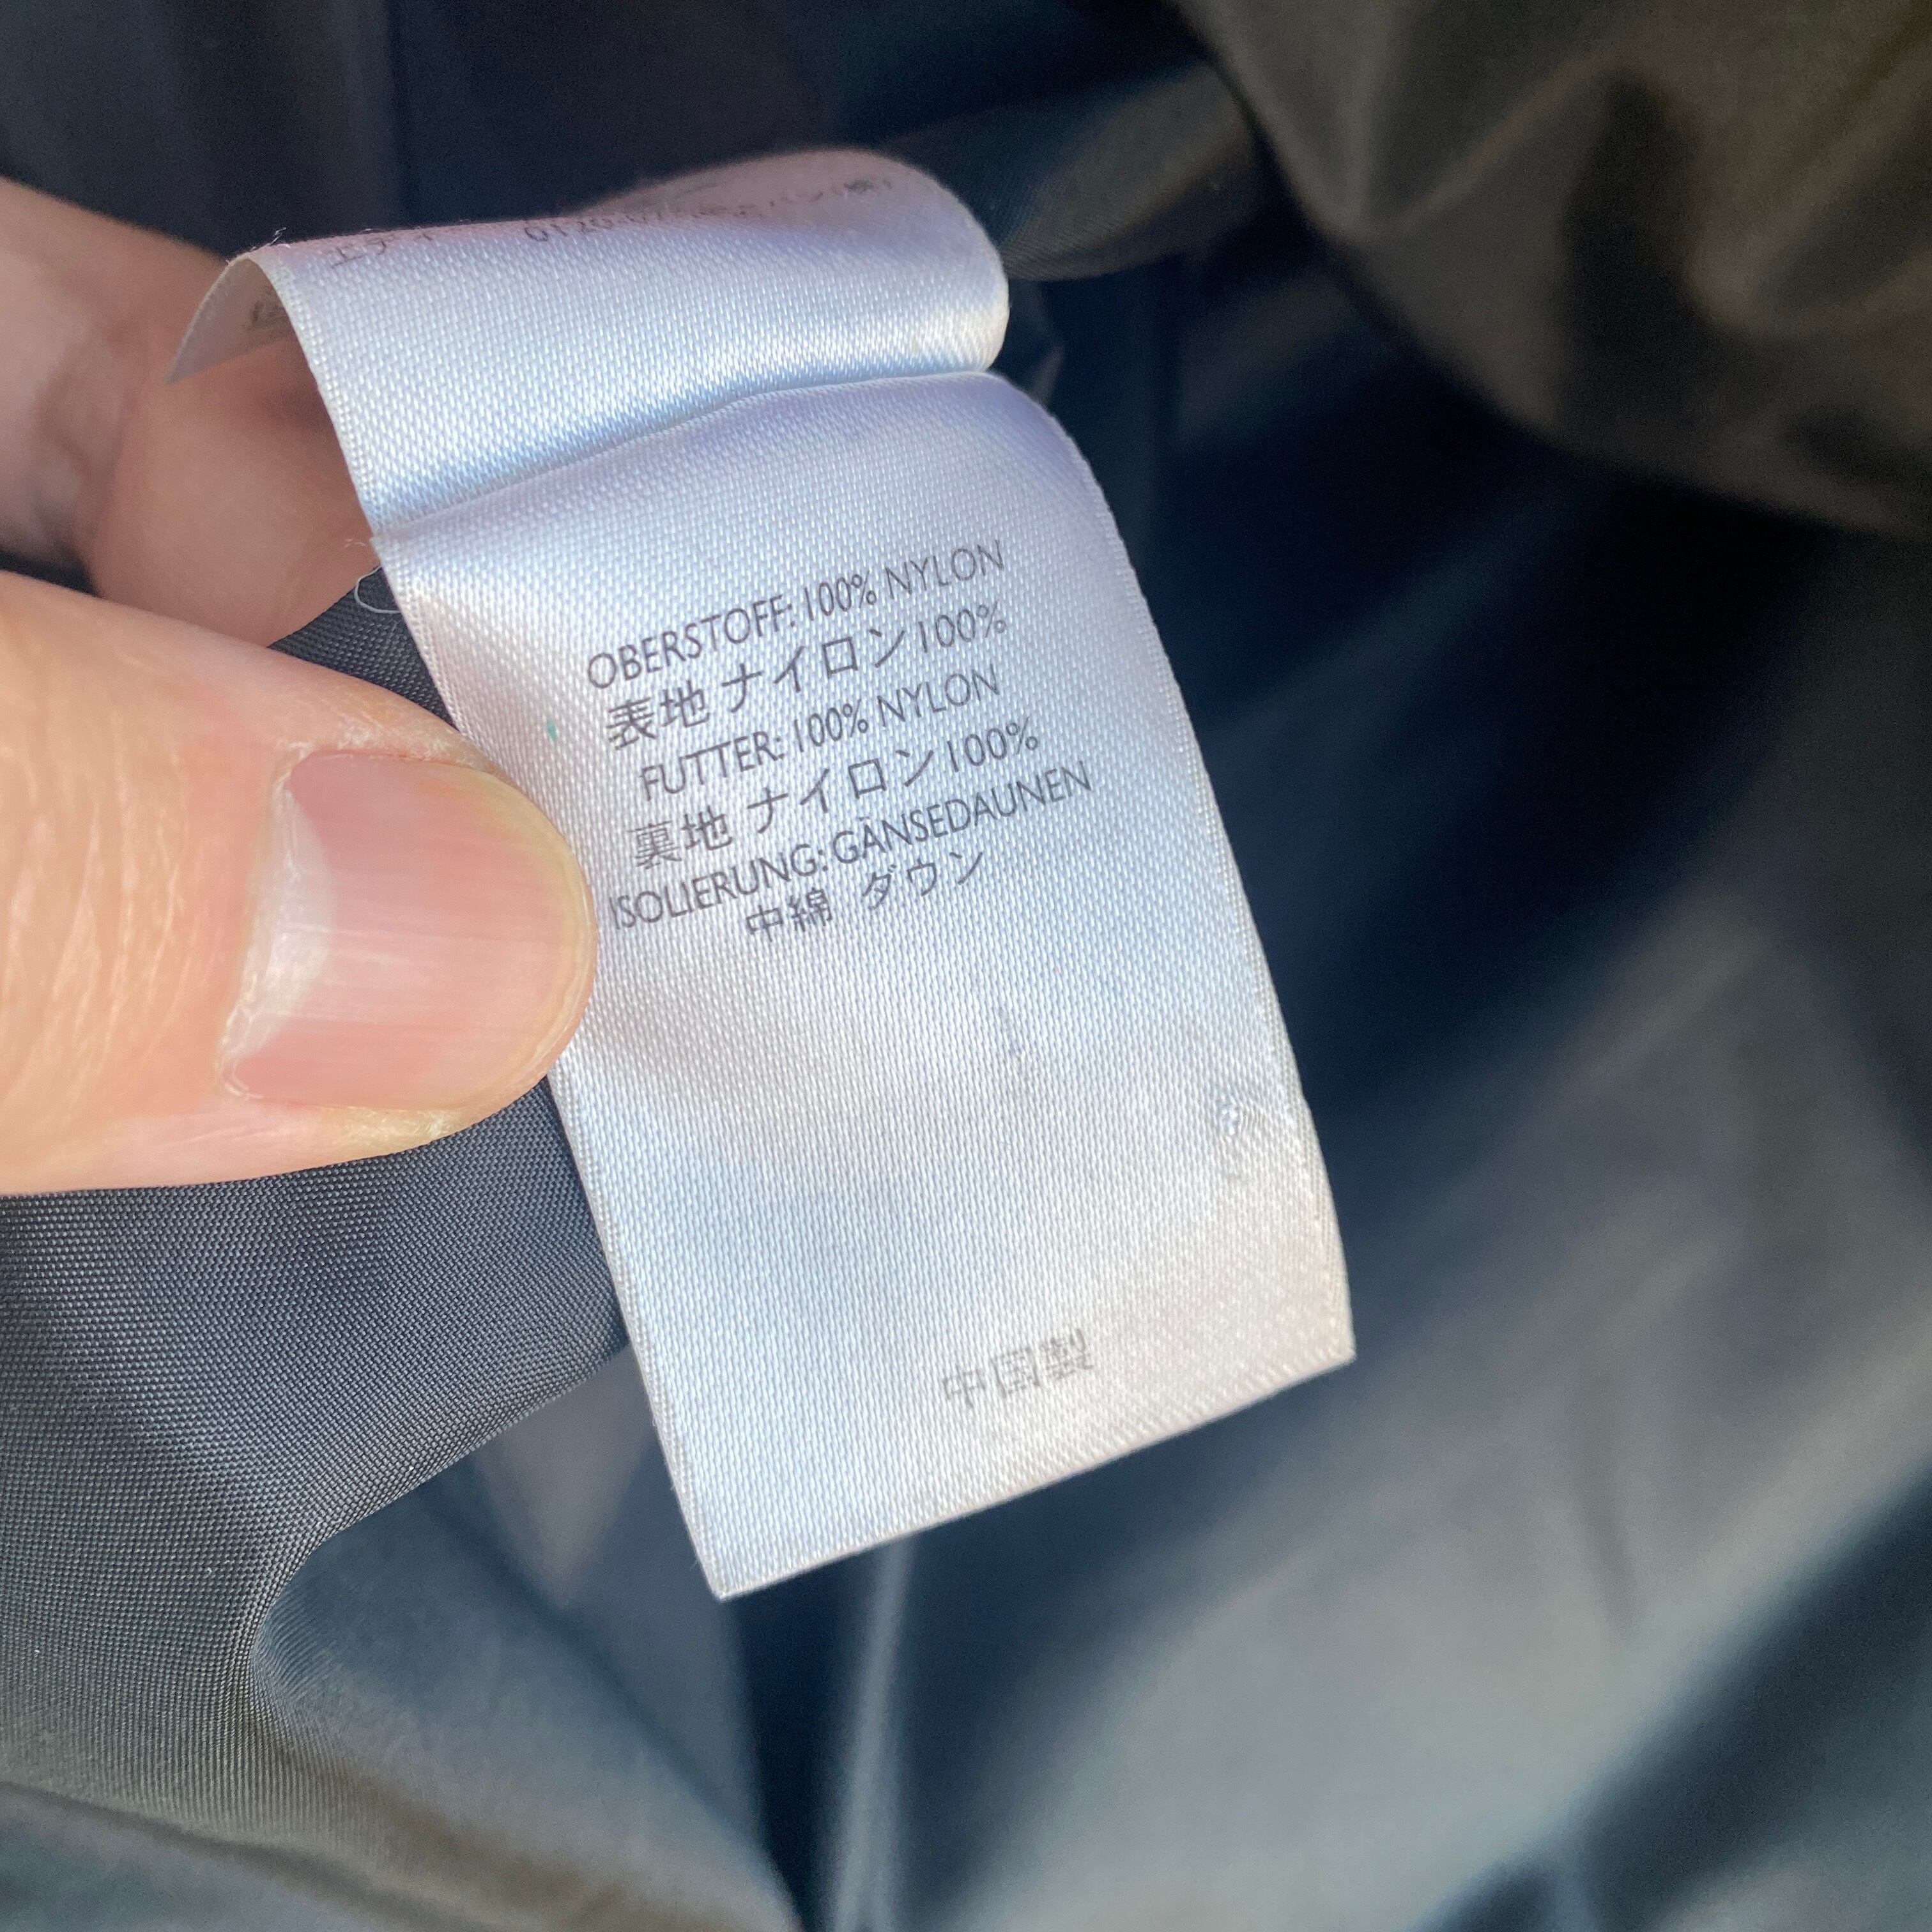 OBERSTOFF: 100% NYLON
表地 ナイロン100%
FUTTER: 100% NYLON
裏地 ナイロン100%
ISOLIERUNG: GÄNSEDAUNEN
中綿 ダウン
中国製